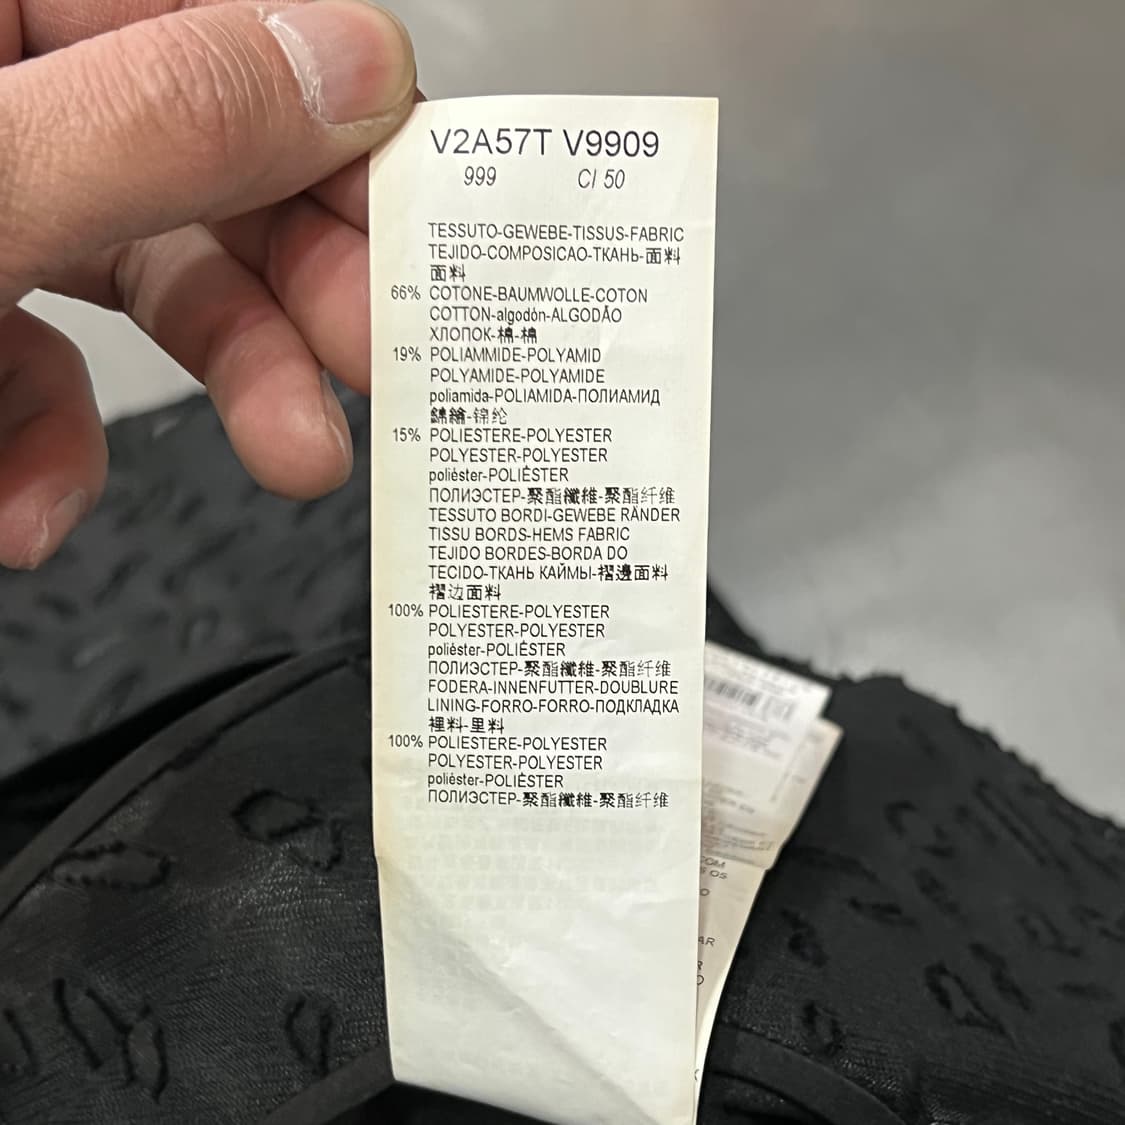 V2A57T V9909
999 CI 50
TESSUTO-GEWEBE-TISSUS-FABRIC
TEJIDO-COMPOSICAO-ТКАНЬ-面料
面料
66% COTONE-BAUMWOLLE-COTON
COTTON-algodón-ALGODÃO
ХЛОПОК-棉-棉
19% POLIAMMIDE-POLYAMID
POLYAMIDE-POLYAMIDE
poliamida-POLIAMIDA-ПОЛИАМИД
錦綸-锦纶
15% POLIESTERE-POLYESTER
POLYESTER-POLYESTER
poliéster-POLIÉSTER
ПОЛИЭСТЕР-聚酯纖維-聚酯纤维
TESSUTO BORDI-GEWEBE RÄNDER
TISSU BORDS-HEMS FABRIC
TEJIDO BORDES-BORDA DO
TECIDO-ТКАНЬ КАЙМЫ-褶邊面料
褶边面料
100% POLIESTERE-POLYESTER
POLYESTER-POLYESTER
poliéster-POLIÉSTER
ПОЛИЭСТЕР-聚酯纖維-聚酯纤维
FODERA-INNENFUTTER-DOUBLURE
LINING-FORRO-FORRO-ПОДКЛАДКА
裡料-里料
100% POLIESTERE-POLYESTER
POLYESTER-POLYESTER
poliéster-POLIÉSTER
ПОЛИЭСТЕР-聚酯纖維-聚酯纤维